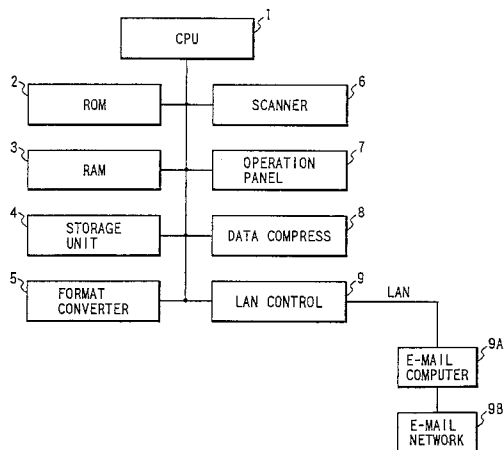 1
CPU
2
ROM
6
SCANNER
3
RAM
7
OPERATION
PANEL
4
STORAGE
UNIT
8
DATA COMPRESS
5
FORMAT
CONVERTER
9
LAN CONTROL
LAN
9A
E-MAIL
COMPUTER
9B
E-MAIL
NETWORK